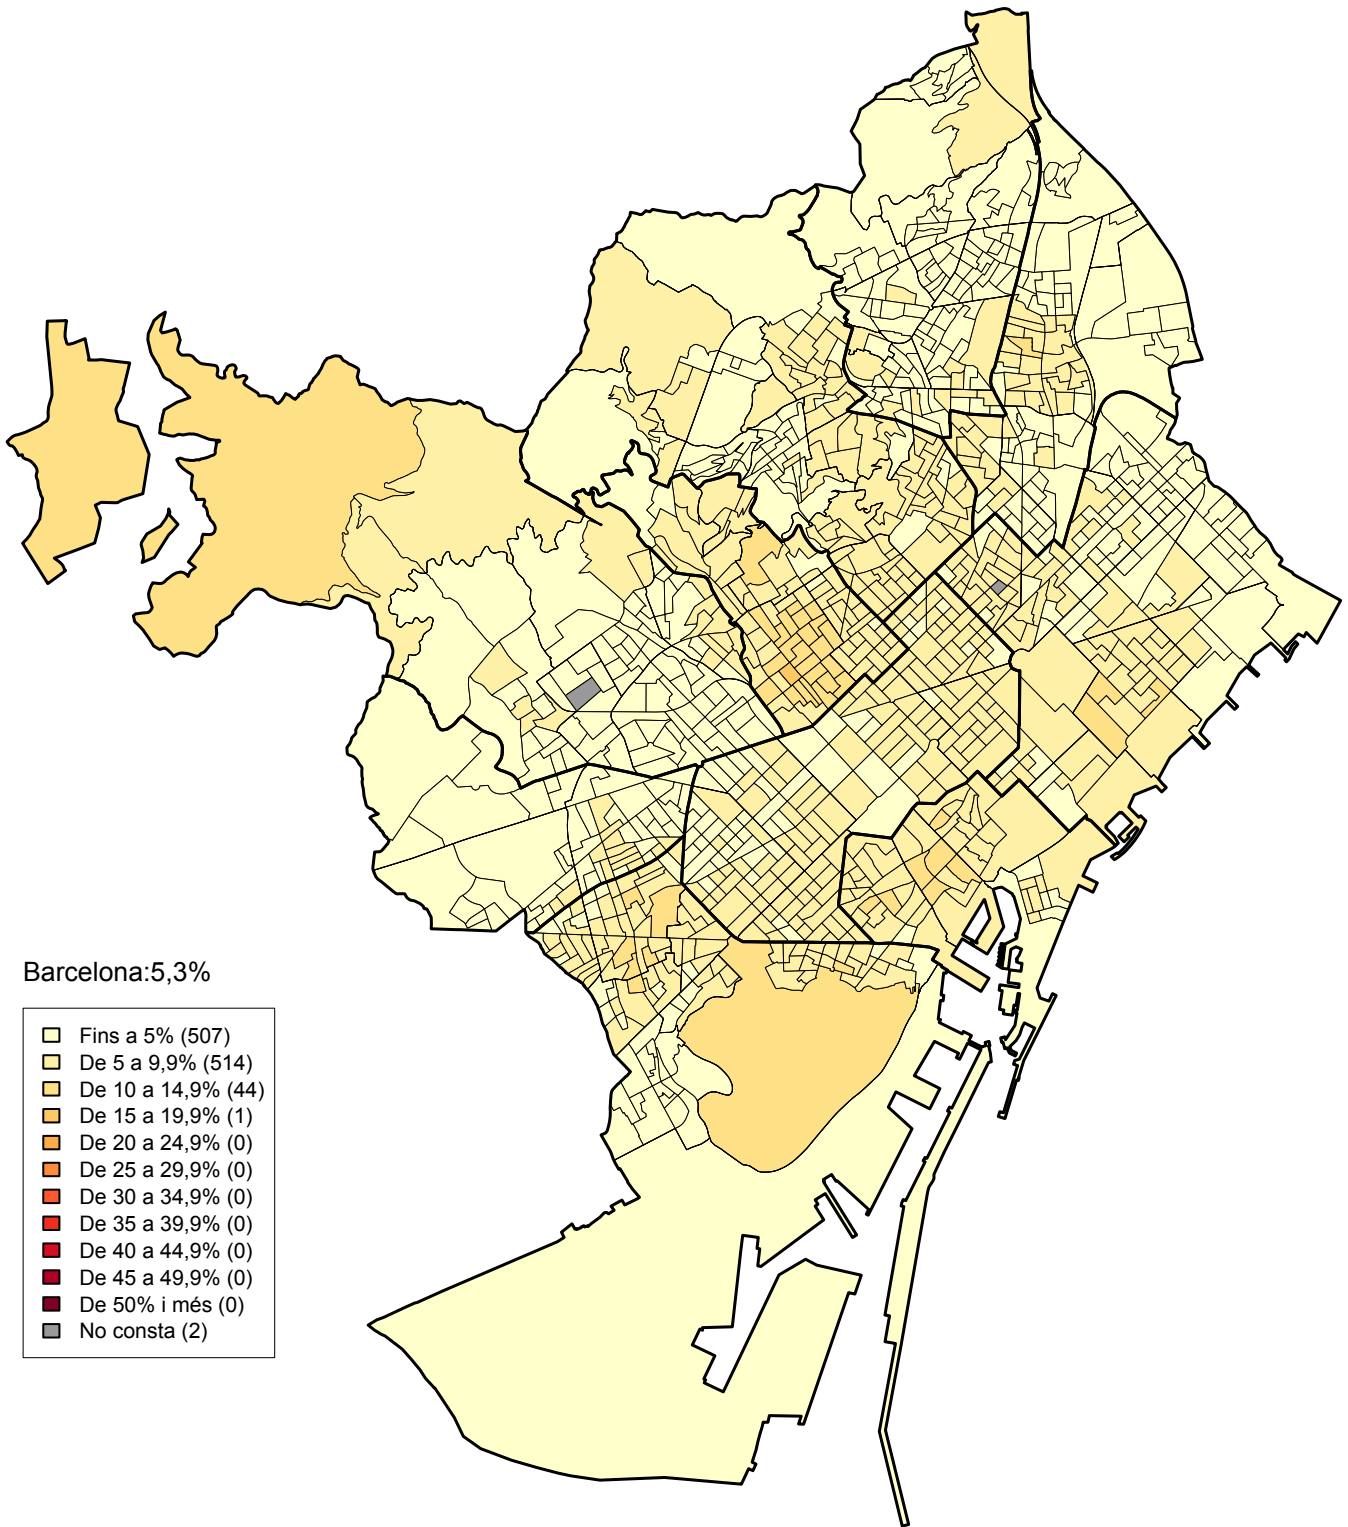 Barcelona:5,3%
Fins a 5% (507)
De 5 a 9,9% (514)
De 10 a 14,9% (44)
De 15 a 19,9% (1)
De 20 a 24,9% (0)
De 25 a 29,9% (0)
De 30 a 34,9% (0)
De 35 a 39,9% (0)
De 40 a 44,9% (0)
De 45 a 49,9% (0)
De 50% i més (0)
No consta (2)